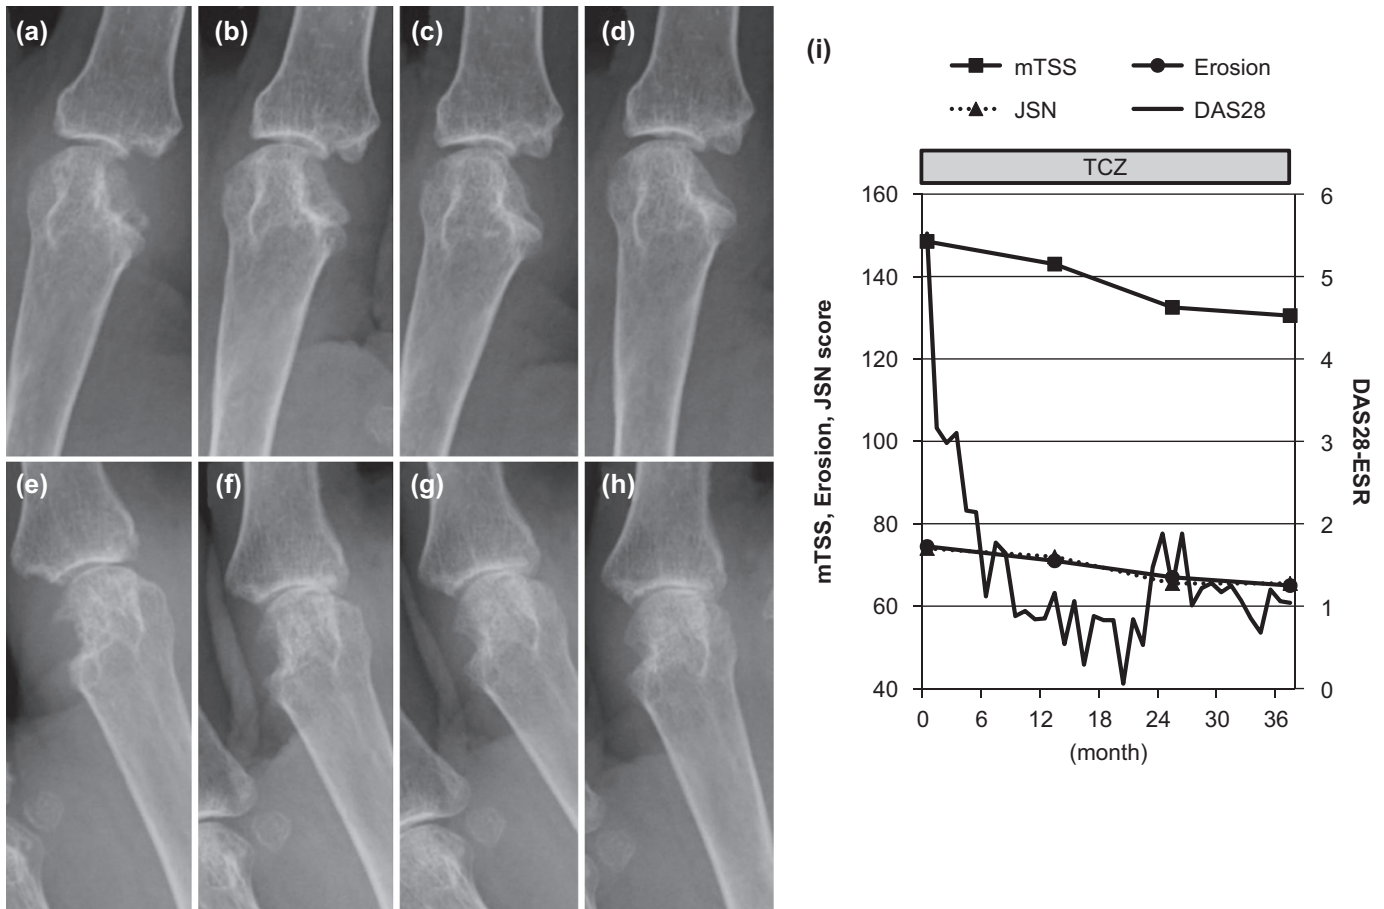 (a) (b) (c) (d) (i)
mTSS Erosion
JSN DAS28
TCZ
160 6
140 5
120 4
100 3
80 2
60 1
40 0
0 6 12 18 24 30 36
(month)
mTSS, Erosion, JSN score
DAS28-ESR
(e) (f) (g) (h)